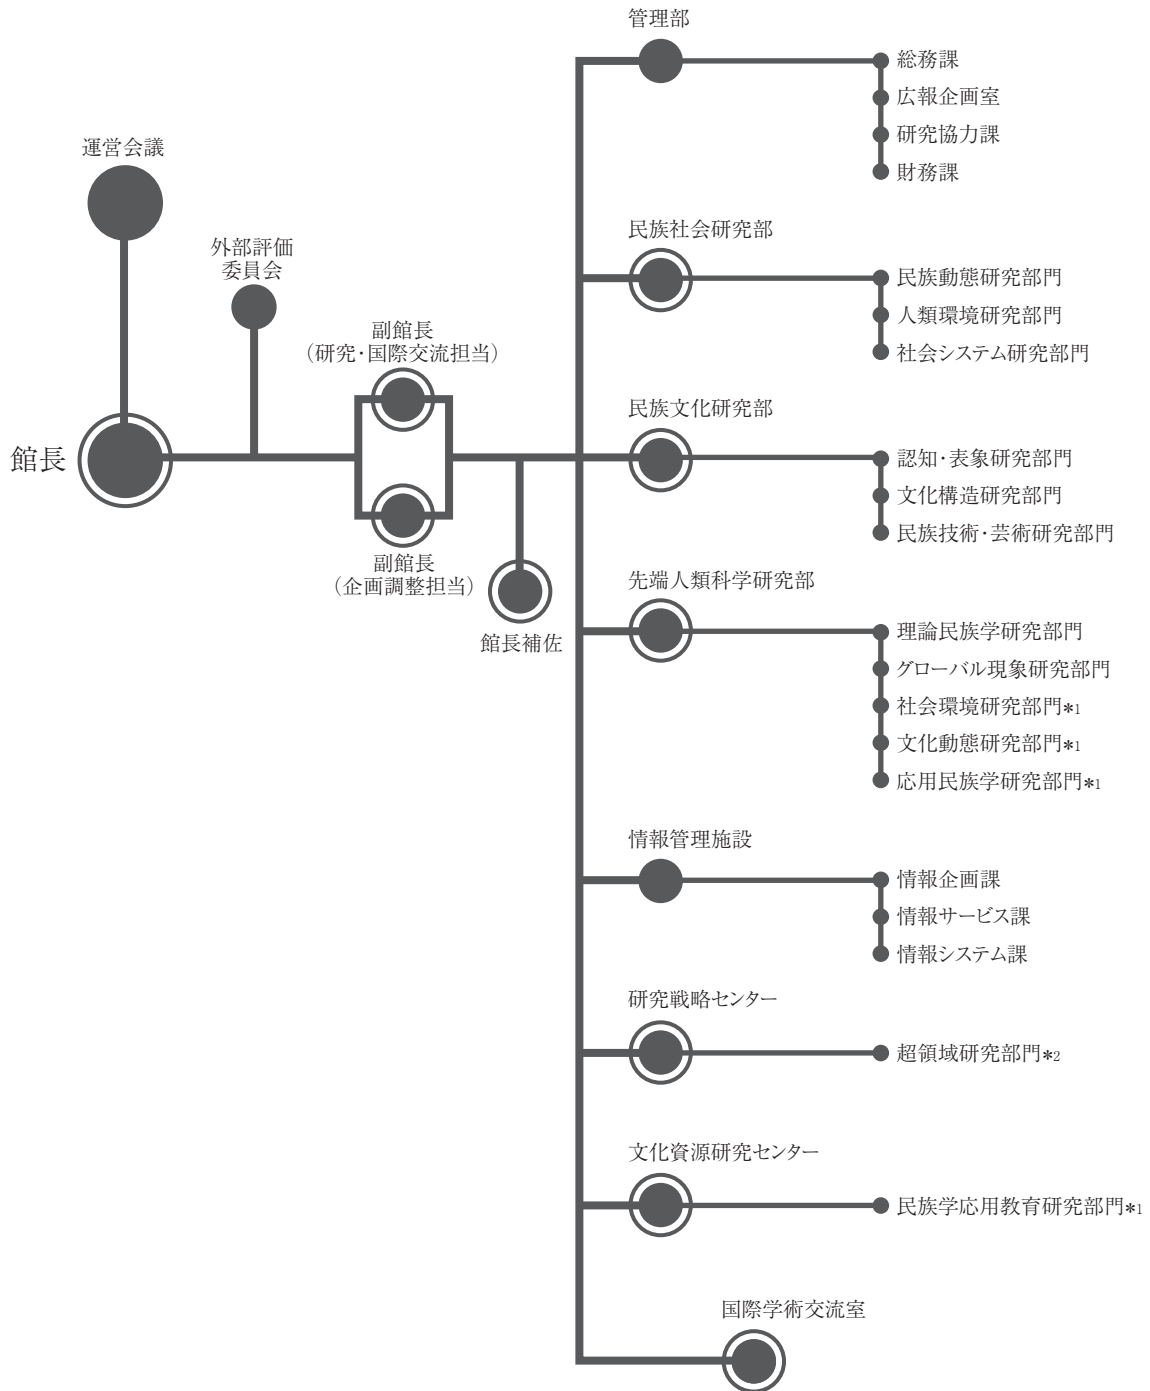 運営会議
館長
外部評価
委員会
副館長
（研究・国際交流担当）
副館長
（企画調整担当）
館長補佐
管理部
総務課
広報企画室
研究協力課
財務課
民族社会研究部
民族動態研究部門
人類環境研究部門
社会システム研究部門
民族文化研究部
認知・表象研究部門
文化構造研究部門
民族技術・芸術研究部門
先端人類科学研究部
理論民族学研究部門
グローバル現象研究部門
社会環境研究部門*1
文化動態研究部門*1
応用民族学研究部門*1
情報管理施設
情報企画課
情報サービス課
情報システム課
研究戦略センター
超領域研究部門*2
文化資源研究センター
民族学応用教育研究部門*1
国際学術交流室